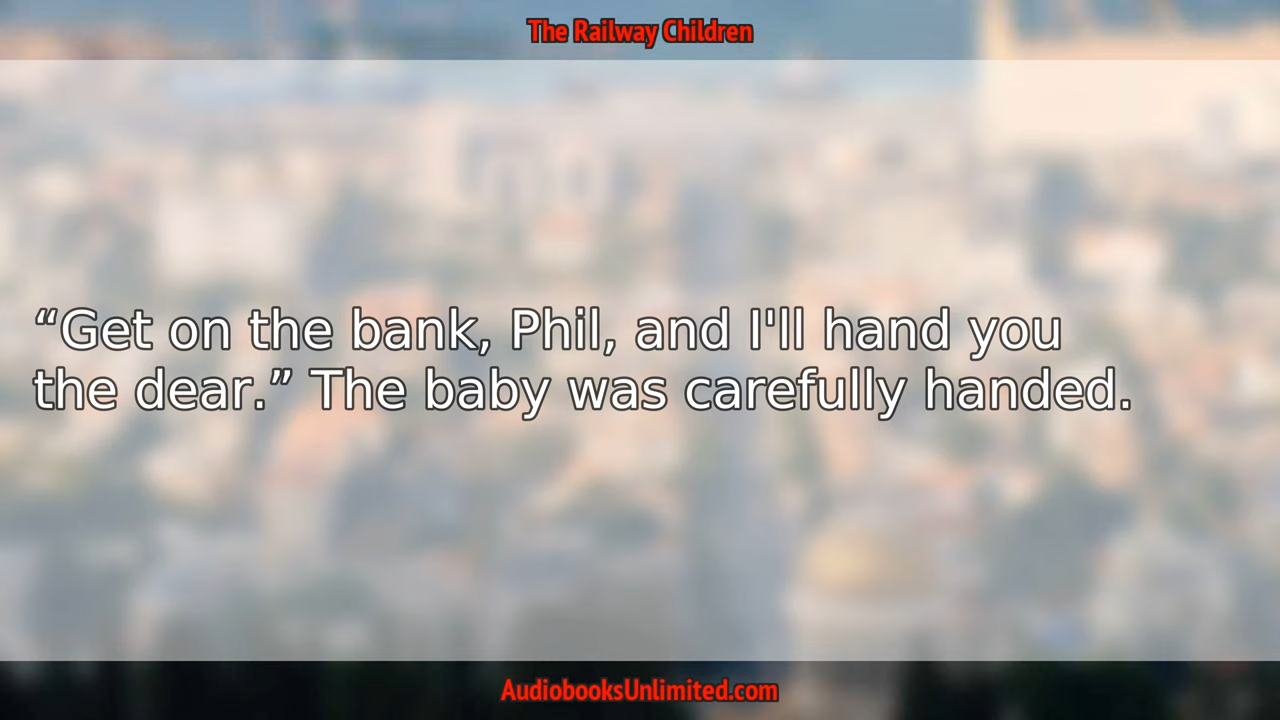 The Railway Children
“Get on the bank, Phil, and I'll hand you
the dear.” The baby was carefully handed.
AudiobooksUnlimited.com